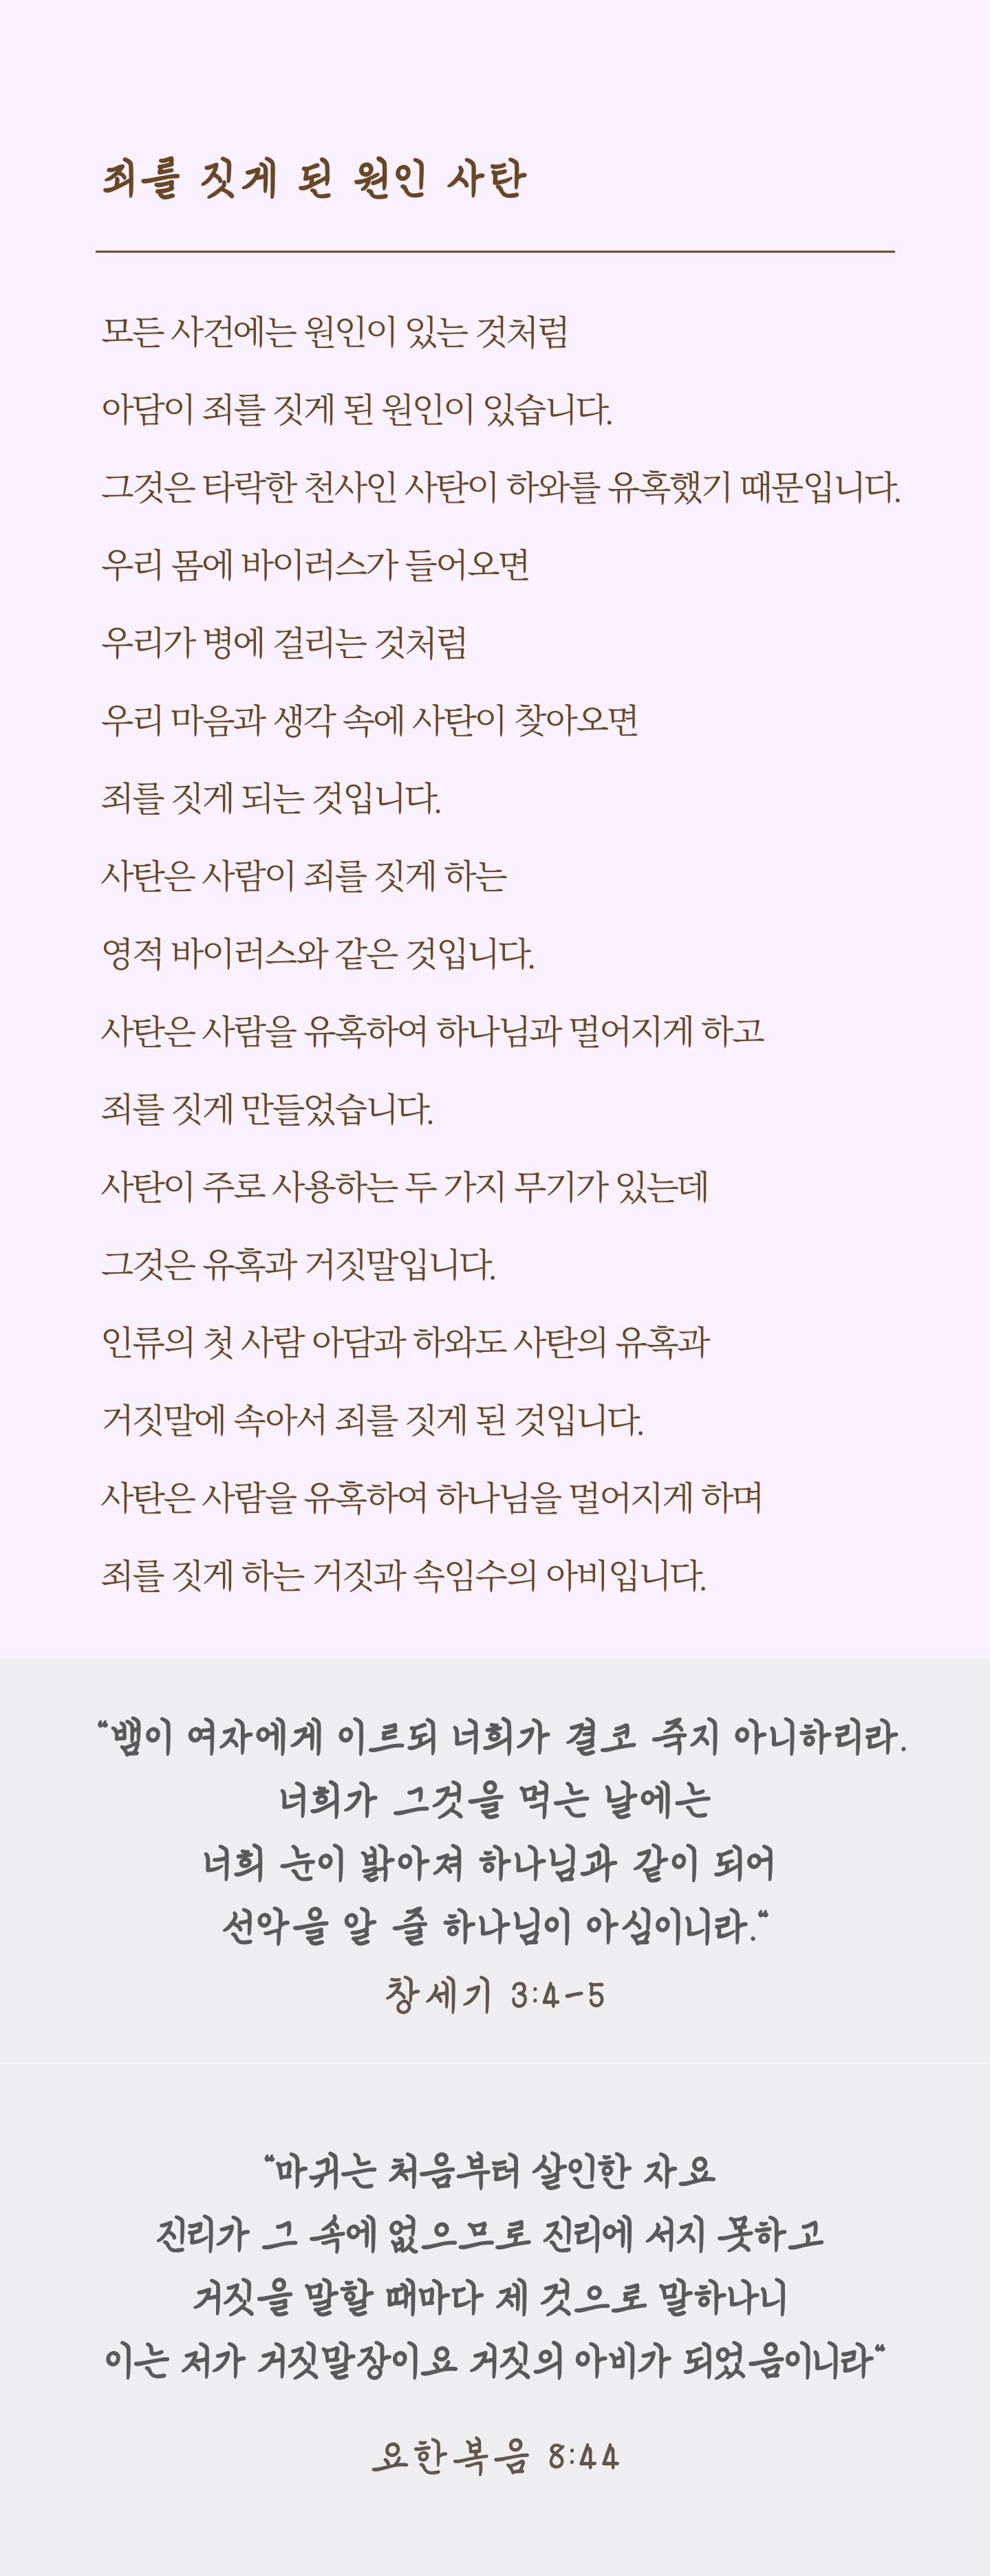 죄를 짓게 된 원인 사탄
모든 사건에는 원인이 있는 것처럼
아담이 죄를 짓게 된 원인이 있습니다.
그것은 타락한 천사인 사탄이 하와를 유혹했기 때문입니다.
우리 몸에 바이러스가 들어오면
우리가 병에 걸리는 것처럼
우리 마음과 생각 속에 사탄이 찾아오면
죄를 짓게 되는 것입니다.
사탄은 사람이 죄를 짓게 하는
영적 바이러스와 같은 것입니다.
사탄은 사람을 유혹하여 하나님과 멀어지게 하고
죄를 짓게 만들었습니다.
사탄이 주로 사용하는 두 가지 무기가 있는데
그것은 유혹과 거짓말입니다.
인류의 첫 사람 아담과 하와도 사탄의 유혹과
거짓말에 속아서 죄를 짓게 된 것입니다.
사탄은 사람을 유혹하여 하나님을 멀어지게 하며
죄를 짓게 하는 거짓과 속임수의 아비입니다.
“뱀이 여자에게 이르되 너희가 결코 죽지 아니하리라.
너희가 그것을 먹는 날에는
너희 눈이 밝아져 하나님과 같이 되어
선악을 알 줄 하나님이 아심이니라.“
창세기 3:4-5
“마귀는 처음부터 살인한 자요
진리가 그 속에 없으므로 진리에 서지 못하고
거짓을 말할 때마다 제 것으로 말하나니
이는 저가 거짓말장이요 거짓의 아비가 되었음이니라“
요한복음 8:44